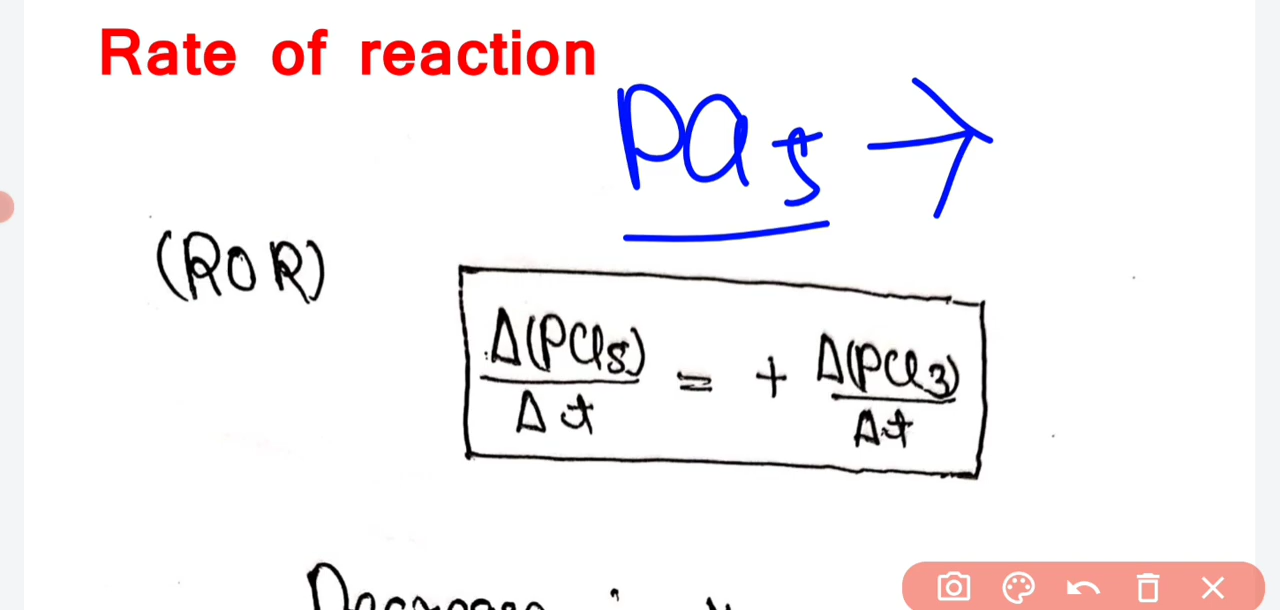 Rate of reaction
PCl5 →
(ROR)
Δ(PCl5)/Δt = + Δ(PCl3)/Δt